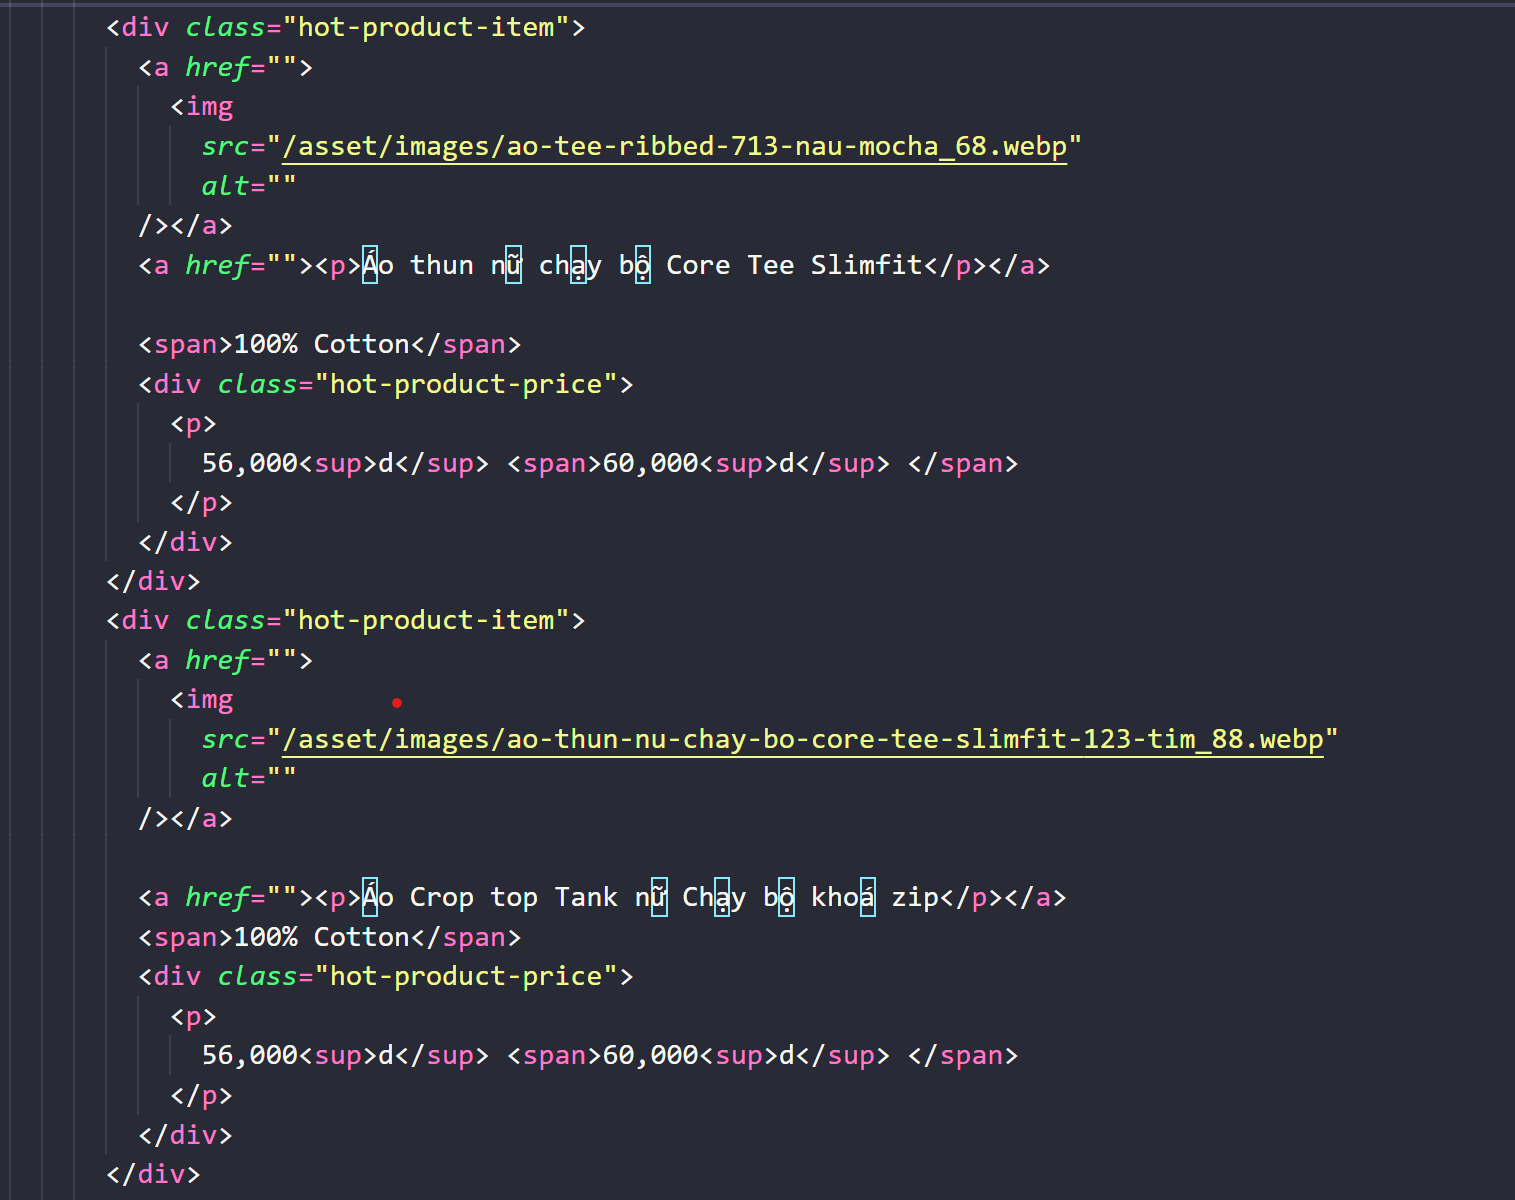 <div class="hot-product-item">
<a href="">
<img
src="/asset/images/ao-tee-ribbed-713-nau-mocha_68.webp"
alt=""
/></a>
<a href=""><p>Áo thun nữ chạy bộ Core Tee Slimfit</p></a>
<span>100% Cotton</span>
<div class="hot-product-price">
<p>
56,000<sup>d</sup> <span>60,000<sup>d</sup> </span>
</p>
</div>
</div>
<div class="hot-product-item">
<a href="">
<img
src="/asset/images/ao-thun-nu-chay-bo-core-tee-slimfit-123-tim_88.webp"
alt=""
/></a>
<a href=""><p>Áo Crop top Tank nữ Chạy bộ khoá zip</p></a>
<span>100% Cotton</span>
<div class="hot-product-price">
<p>
56,000<sup>d</sup> <span>60,000<sup>d</sup> </span>
</p>
</div>
</div>